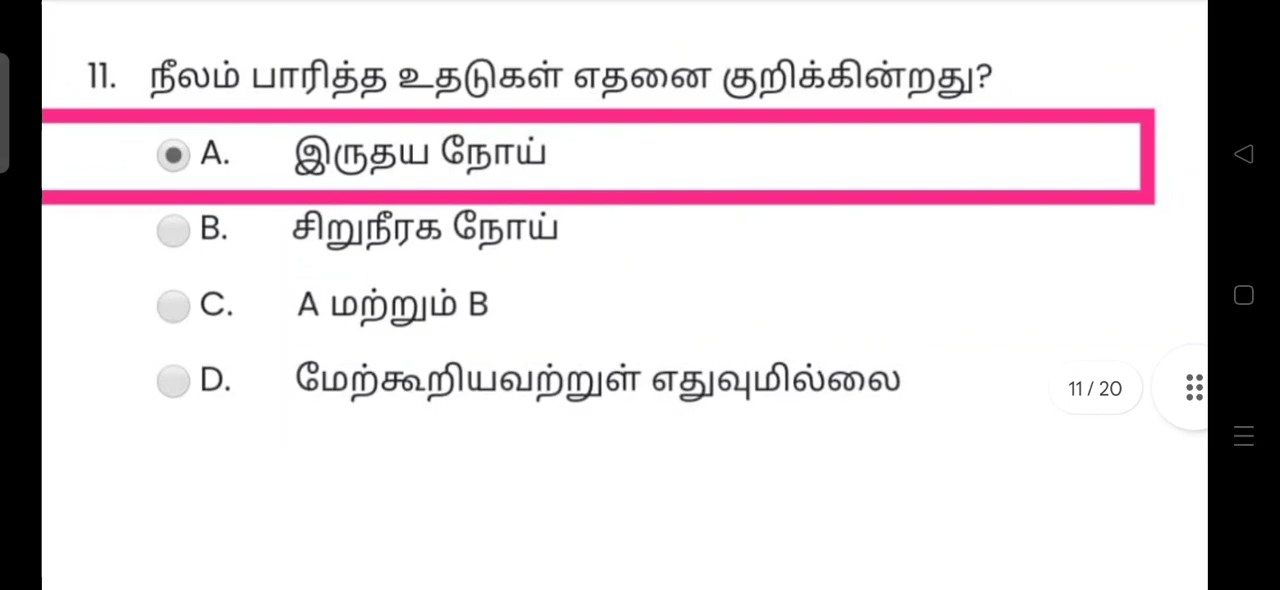 11. நீலம் பாரித்த உதடுகள் எதனை குறிக்கின்றது?
A. இருதய நோய்
B. சிறுநீரக நோய்
C. A மற்றும் B
D. மேற்கூறியவற்றுள் எதுவுமில்லை
11 / 20